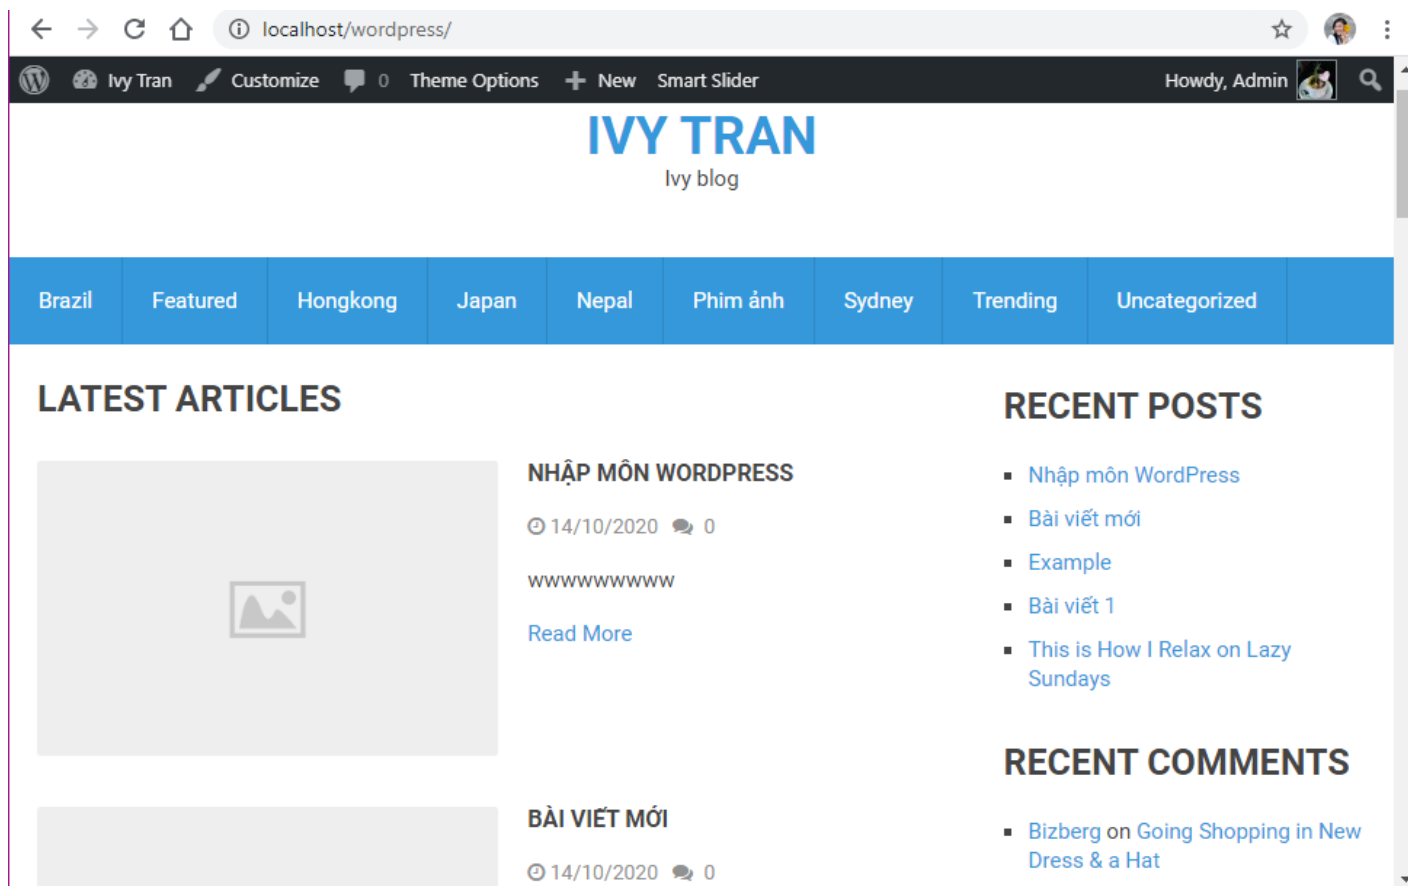 localhost/wordpress/
Ivy Tran Customize 0 Theme Options New Smart Slider Howdy, Admin
IVY TRAN
Ivy blog
Brazil Featured Hongkong Japan Nepal Phim ảnh Sydney Trending Uncategorized
LATEST ARTICLES
NHẬP MÔN WORDPRESS
14/10/2020 0
wwwwwwwww
Read More
BÀI VIẾT MỚI
14/10/2020 0
RECENT POSTS
Nhập môn WordPress
Bài viết mới
Example
Bài viết 1
This is How I Relax on Lazy
Sundays
RECENT COMMENTS
Bizberg on Going Shopping in New
Dress & a Hat